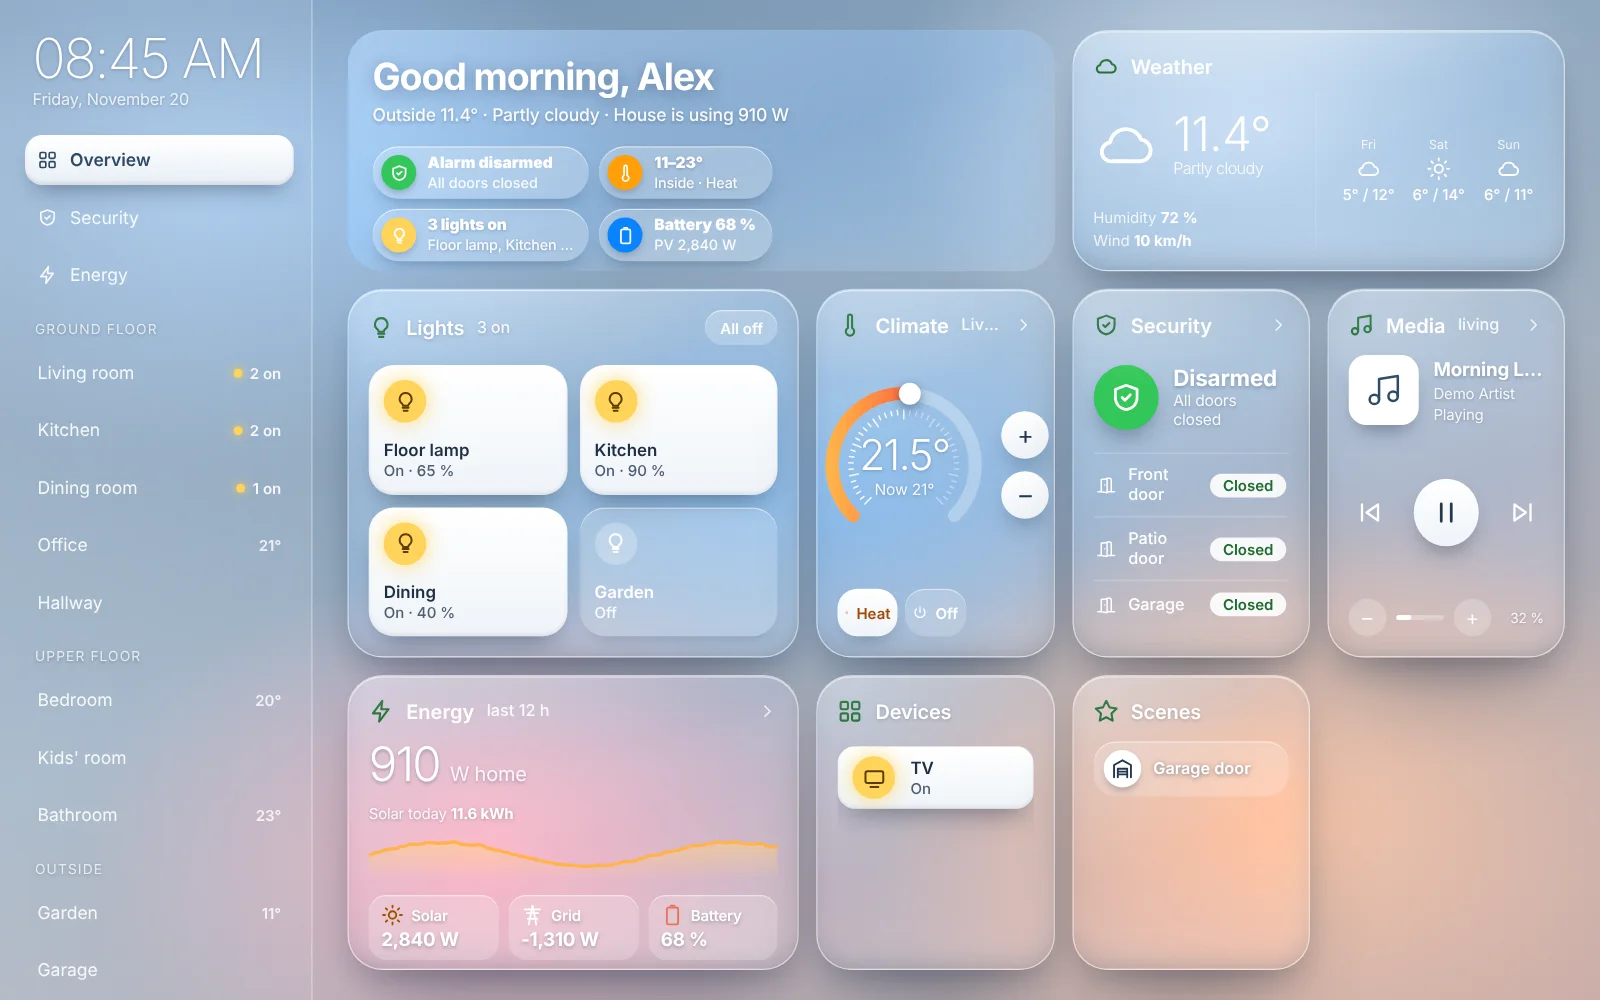 08:45 AM
Friday, November 20
Overview
Security
Energy
GROUND FLOOR
Living room 2 on
Kitchen 2 on
Dining room 1 on
Office 21°
Hallway
UPPER FLOOR
Bedroom 20°
Kids' room
Bathroom 23°
OUTSIDE
Garden 11°
Garage
Good morning, Alex
Outside 11.4° · Partly cloudy · House is using 910 W
Alarm disarmed
All doors closed
11–23°
Inside · Heat
3 lights on
Floor lamp, Kitchen ...
Battery 68 %
PV 2,840 W
Weather
11.4°
Partly cloudy
Humidity 72 %
Wind 10 km/h
Fri Sat Sun
5° / 12° 6° / 14° 6° / 11°
Lights 3 on All off
Floor lamp
On · 65 %
Kitchen
On · 90 %
Dining
On · 40 %
Garden
Off
Climate Liv...
21.5°
Now 21°
+
−
Heat Off
Security
Disarmed
All doors
closed
Front
door
Closed
Patio
door
Closed
Garage Closed
Media living
Morning L...
Demo Artist
Playing
− + 32 %
Energy last 12 h
910 W home
Solar today 11.6 kWh
Solar
2,840 W
Grid
-1,310 W
Battery
68 %
Devices
TV
On
Scenes
Garage door